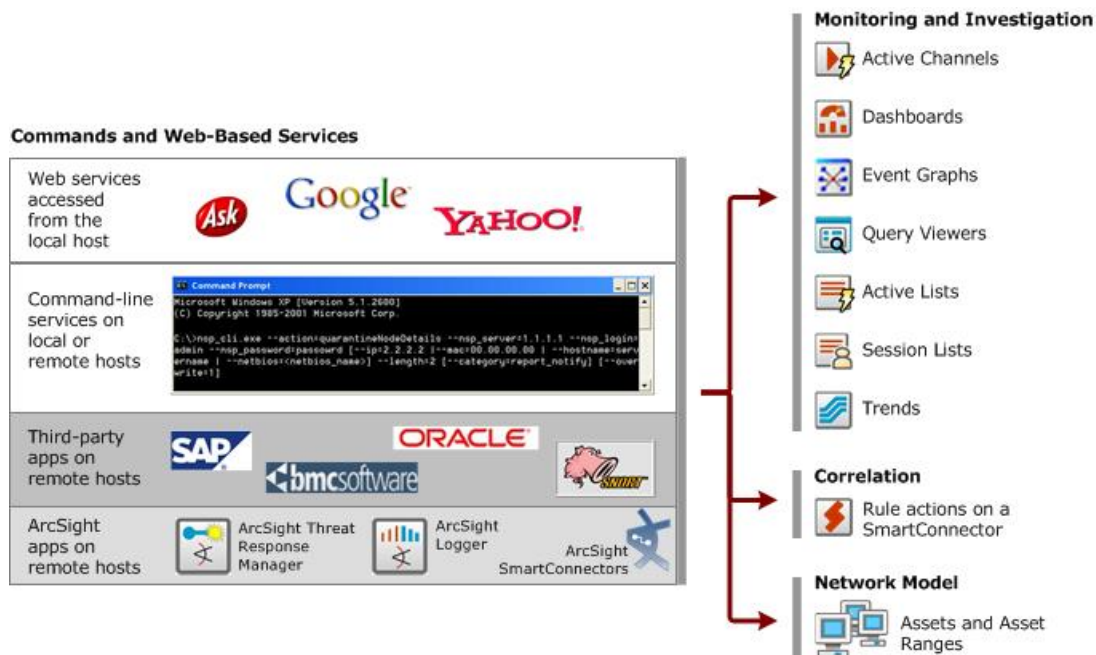 Commands and Web-Based Services
Web services
accessed
from the
local host
Ask
Google
YAHOO!
Command-line
services on
local or
remote hosts
Command Prompt
Microsoft Windows XP [Version 5.1.2600]
(C) Copyright 1985-2001 Microsoft Corp.
C:\>nsp_cli.exe --action=quarantineNodeDetails --nsp_server=1.1.1.1 --nsp_login=
admin --nsp_password=passowrd [--ip=2.2.2.2 |--mac=00.00.00.00 | --hostname=serv
ername | --netbios=<netbios_name>] --length=2 [--category=report_notify] [--over
write=1]
Third-party
apps on
remote hosts
SAP
ORACLE
bmcsoftware
SNORT
ArcSight
apps on
remote hosts
ArcSight Threat
Response
Manager
ArcSight
Logger
ArcSight
SmartConnectors
Monitoring and Investigation
Active Channels
Dashboards
Event Graphs
Query Viewers
Active Lists
Session Lists
Trends
Correlation
Rule actions on a
SmartConnector
Network Model
Assets and Asset
Ranges